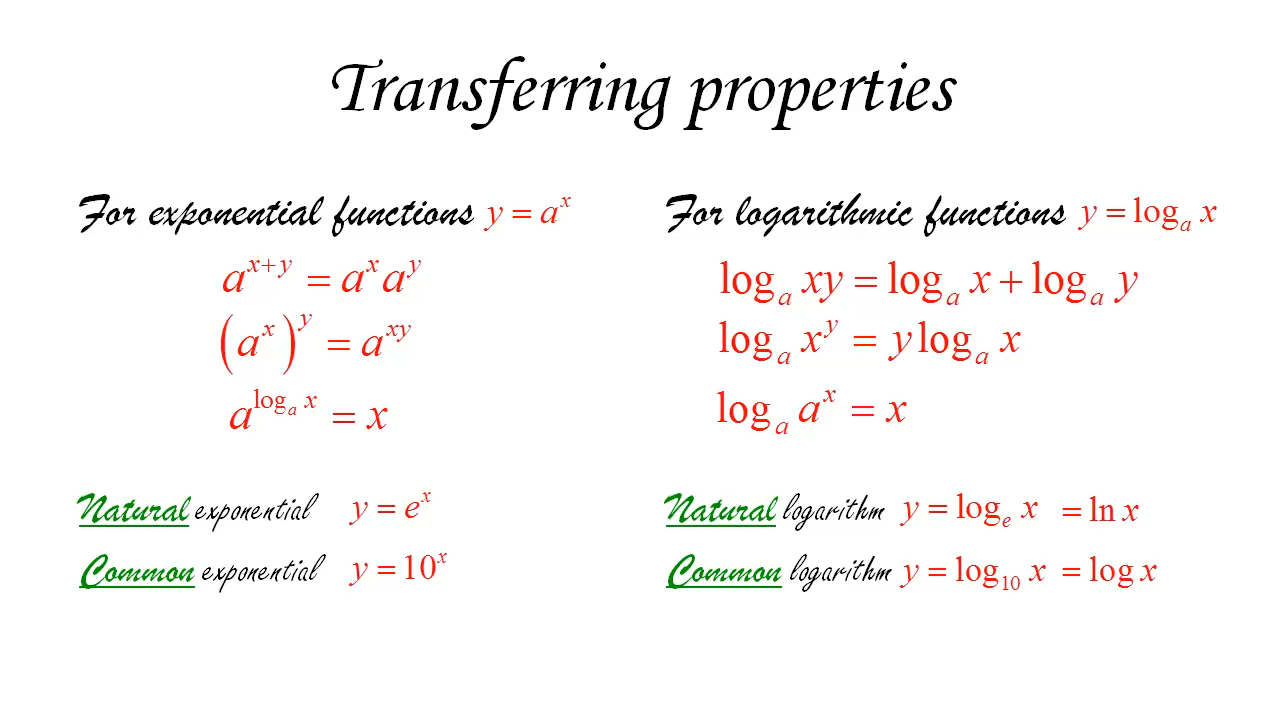 Transferring properties
For exponential functions y = a^x
a^{x+y} = a^x a^y
(a^x)^y = a^{xy}
a^{log_a x} = x
Natural exponential y = e^x
Common exponential y = 10^x
For logarithmic functions y = log_a x
log_a xy = log_a x + log_a y
log_a x^y = y log_a x
log_a a^x = x
Natural logarithm y = log_e x = ln x
Common logarithm y = log_10 x = log x